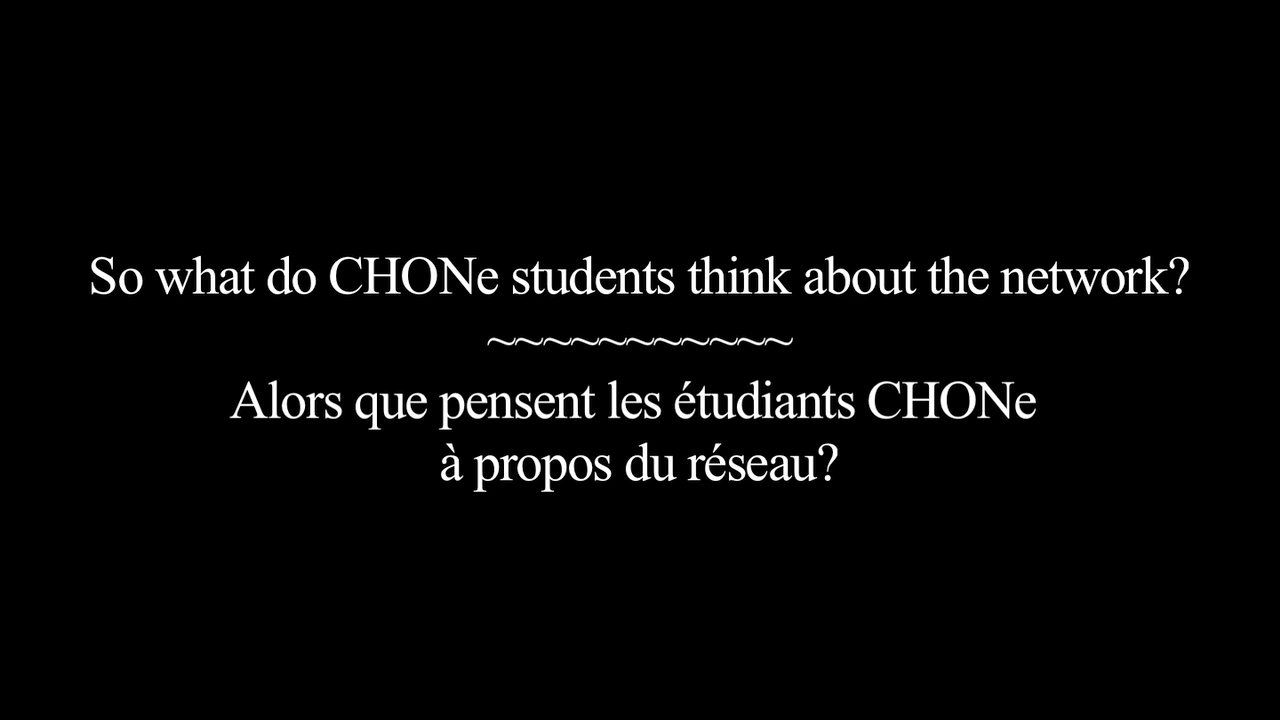 So what do CHONe students think about the network?
~~~~~~~~~~~
Alors que pensent les étudiants CHONe
à propos du réseau?